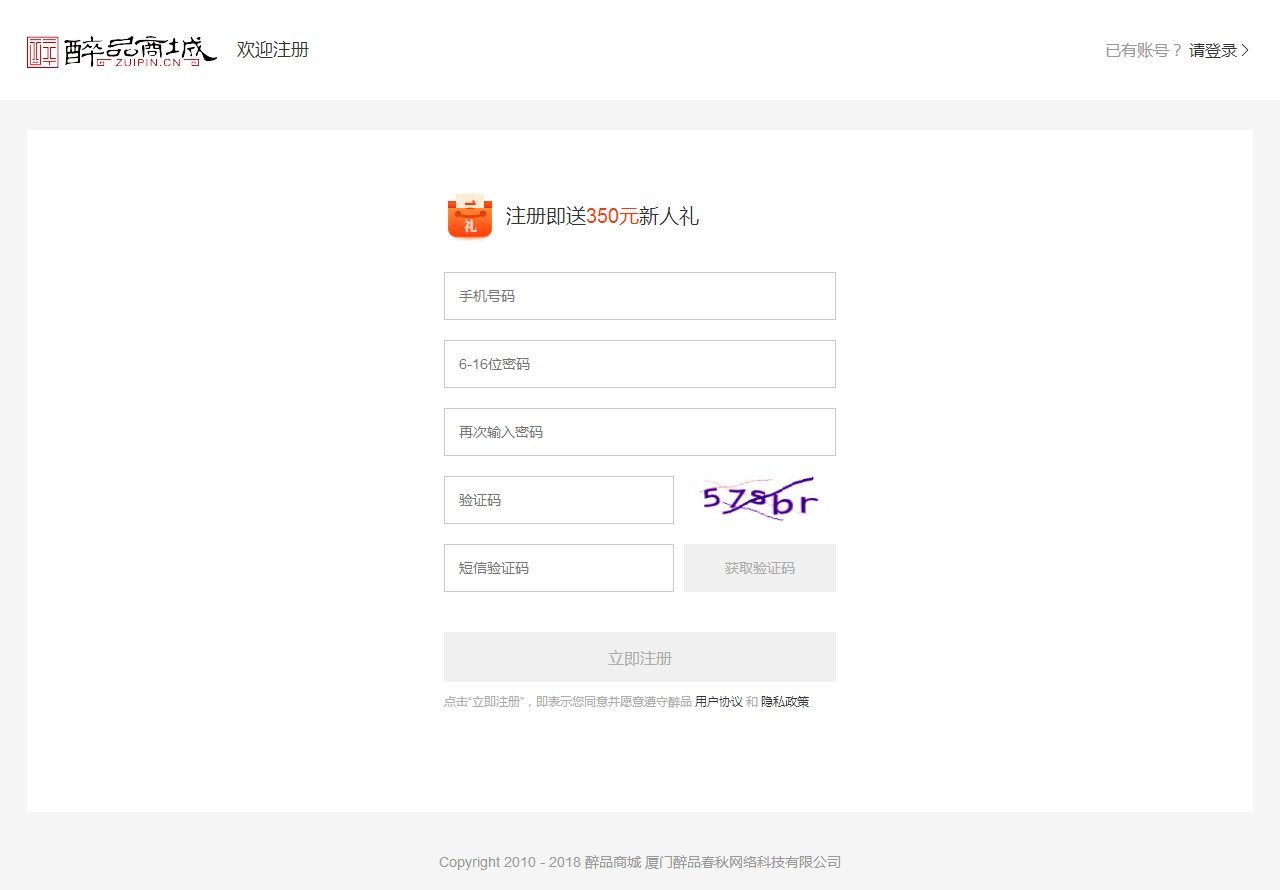 醉品商城
ZUIPIN.CN
欢迎注册
已有账号？ 请登录
礼
注册即送350元新人礼
手机号码
6-16位密码
再次输入密码
验证码
578br
短信验证码
获取验证码
立即注册
点击“立即注册”，即表示您同意并愿意遵守醉品 用户协议 和 隐私政策
Copyright 2010 - 2018 醉品商城 厦门醉品春秋网络科技有限公司